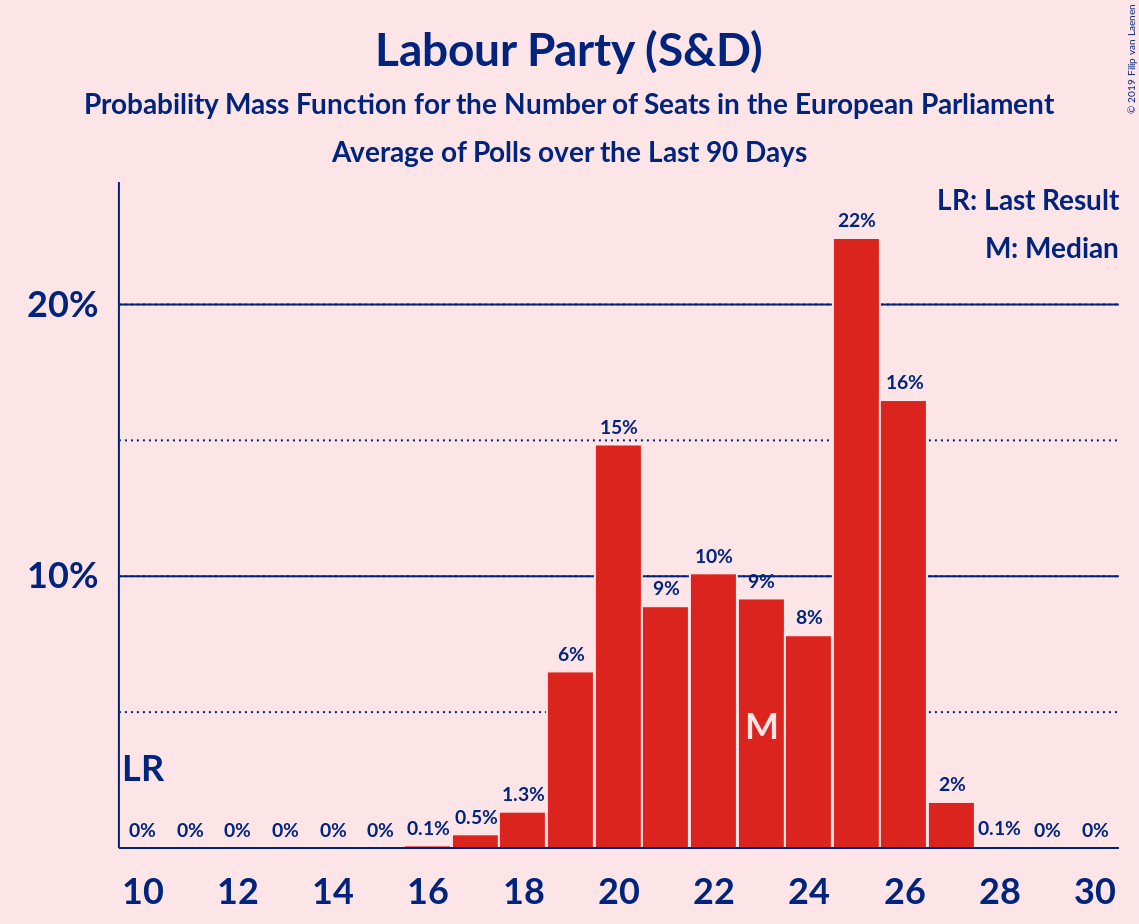 Labour Party (S&D)
Probability Mass Function for the Number of Seats in the European Parliament
Average of Polls over the Last 90 Days
© 2019 Filip van Laenen
LR: Last Result
M: Median
20%
10%
22%
16%
15%
10%
9%
9%
8%
6%
M
LR
2%
1.3%
0.5%
0% 0% 0% 0% 0% 0% 0.1% 0.1% 0% 0%
10 12 14 16 18 20 22 24 26 28 30